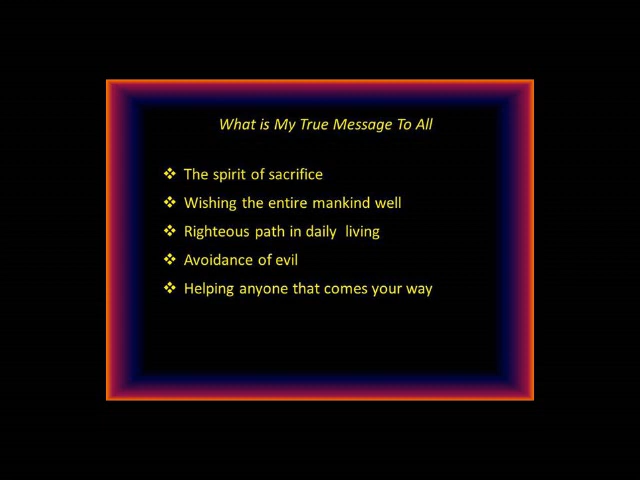 What is My True Message To All
❖ The spirit of sacrifice
❖ Wishing the entire mankind well
❖ Righteous path in daily living
❖ Avoidance of evil
❖ Helping anyone that comes your way